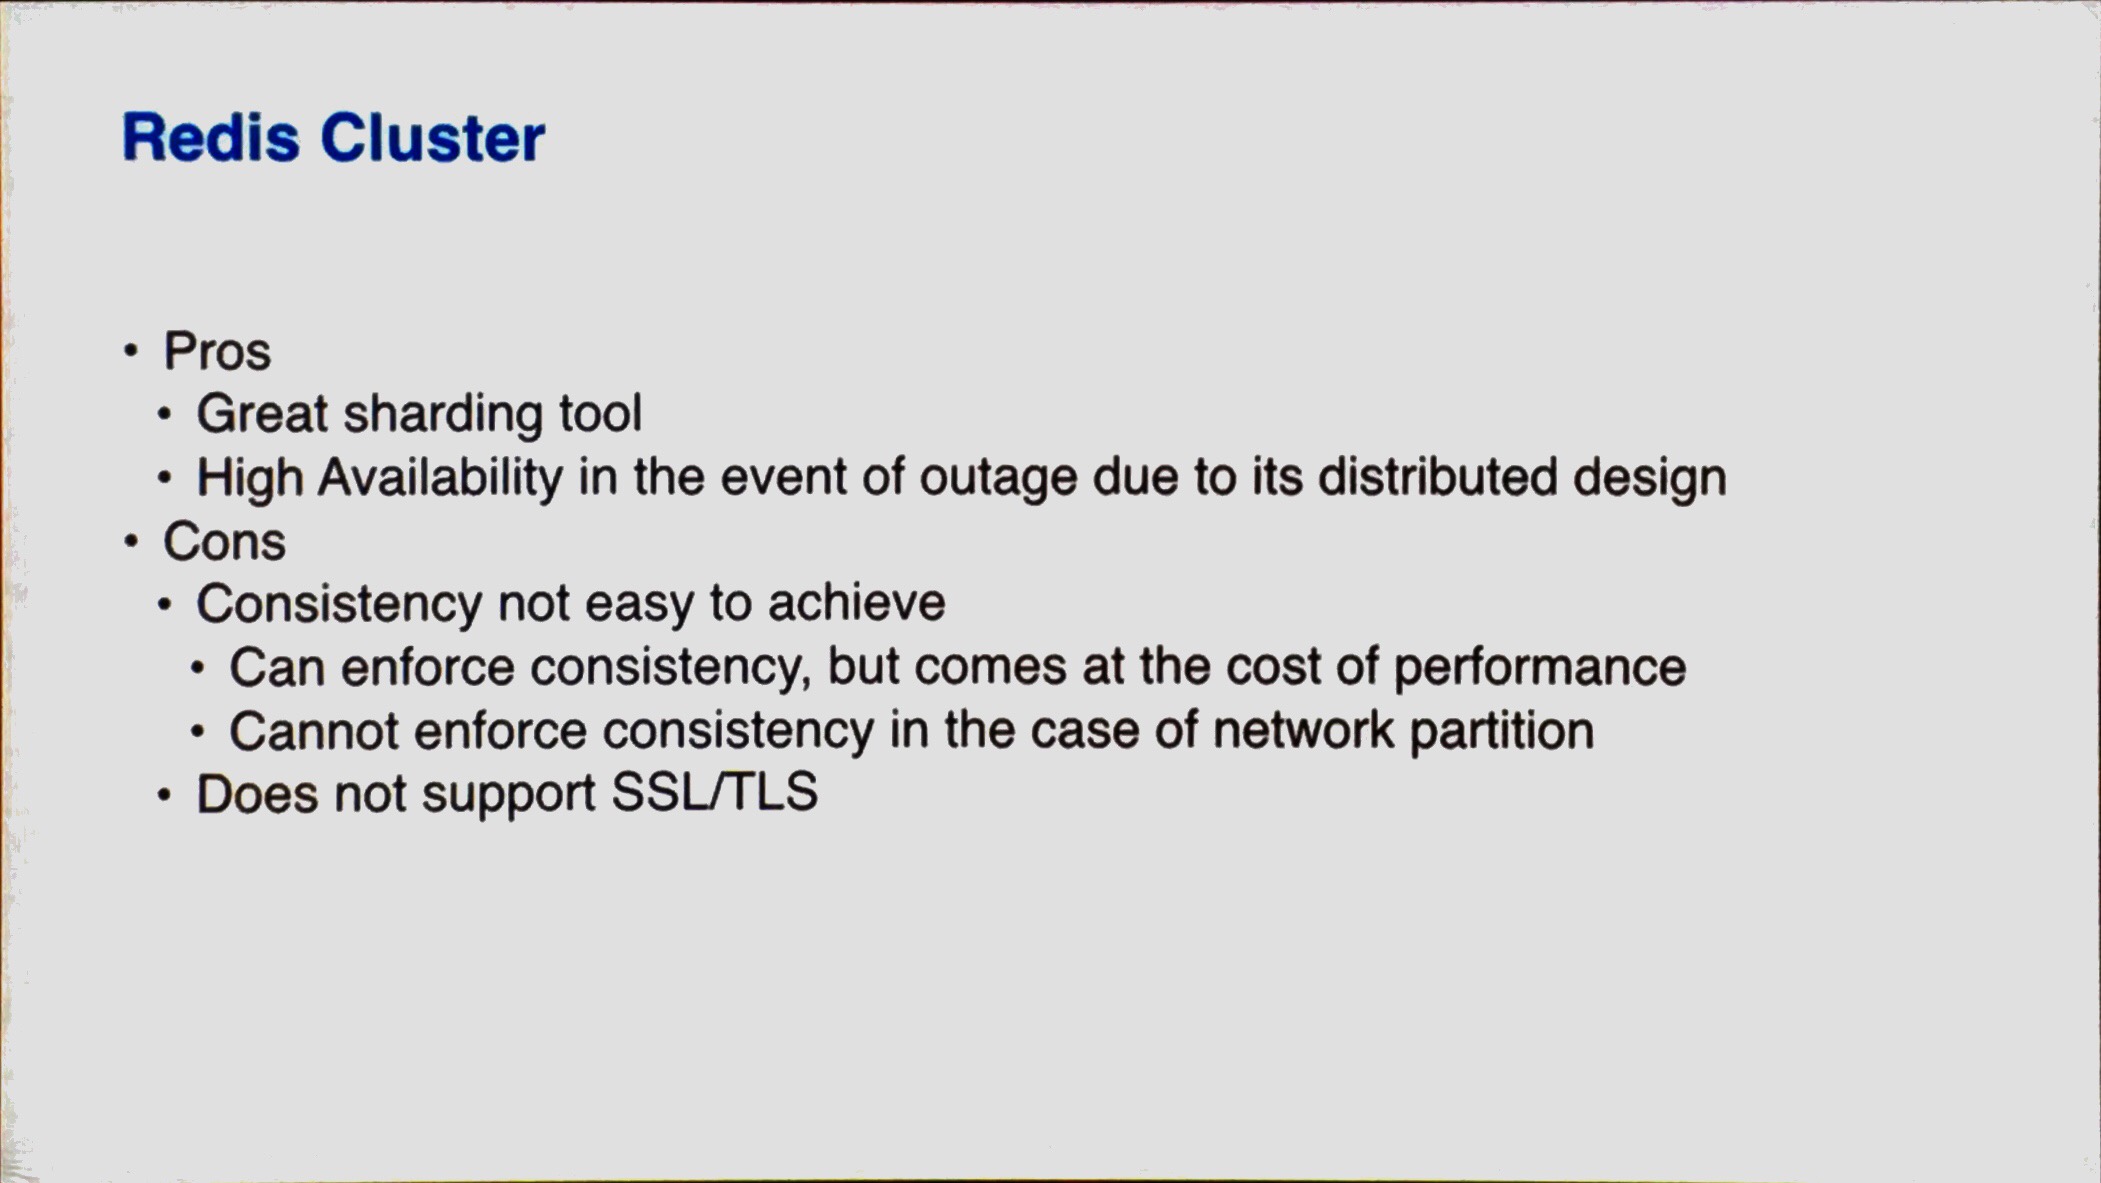 Redis Cluster
• Pros
• Great sharding tool
• High Availability in the event of outage due to its distributed design
• Cons
• Consistency not easy to achieve
• Can enforce consistency, but comes at the cost of performance
• Cannot enforce consistency in the case of network partition
• Does not support SSL/TLS